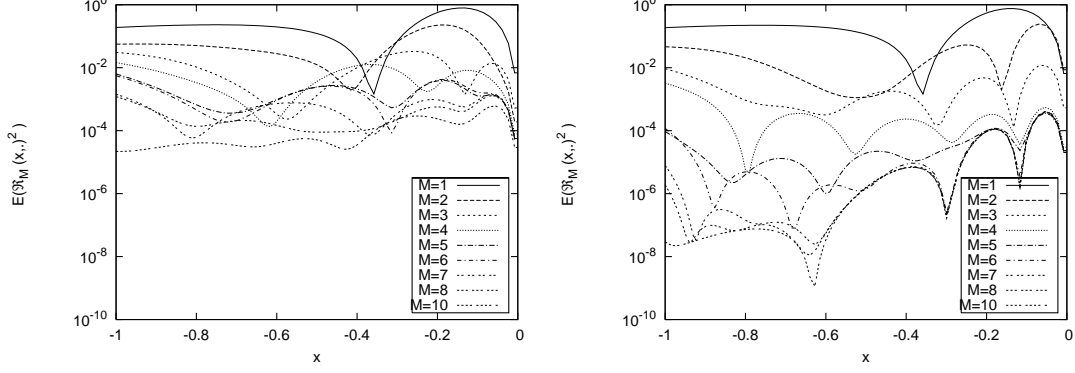 10^0
10^-2
10^-4
10^-6
10^-8
10^-10
-1
-0.8
-0.6
-0.4
-0.2
0
x
E(ℜ_M (x,,)^2)
M=1
M=2
M=3
M=4
M=5
M=6
M=7
M=8
M=10
10^0
10^-2
10^-4
10^-6
10^-8
10^-10
-1
-0.8
-0.6
-0.4
-0.2
0
x
E(ℜ_M (x,,)^2)
M=1
M=2
M=3
M=4
M=5
M=6
M=7
M=8
M=10